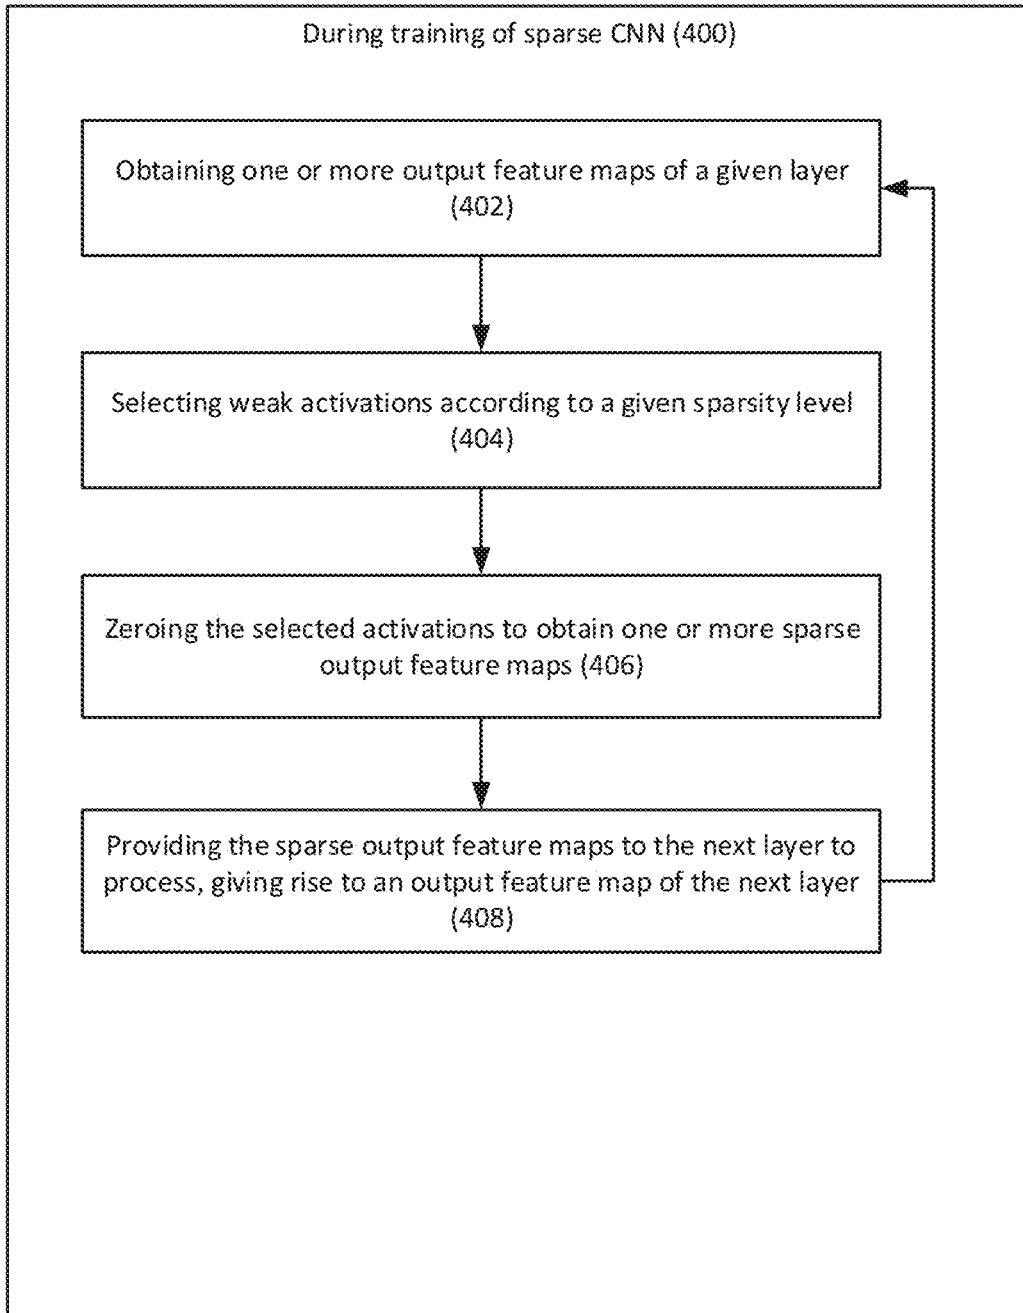 During training of sparse CNN (400)
Obtaining one or more output feature maps of a given layer
(402)
Selecting weak activations according to a given sparsity level
(404)
Zeroing the selected activations to obtain one or more sparse
output feature maps (406)
Providing the sparse output feature maps to the next layer to
process, giving rise to an output feature map of the next layer
(408)